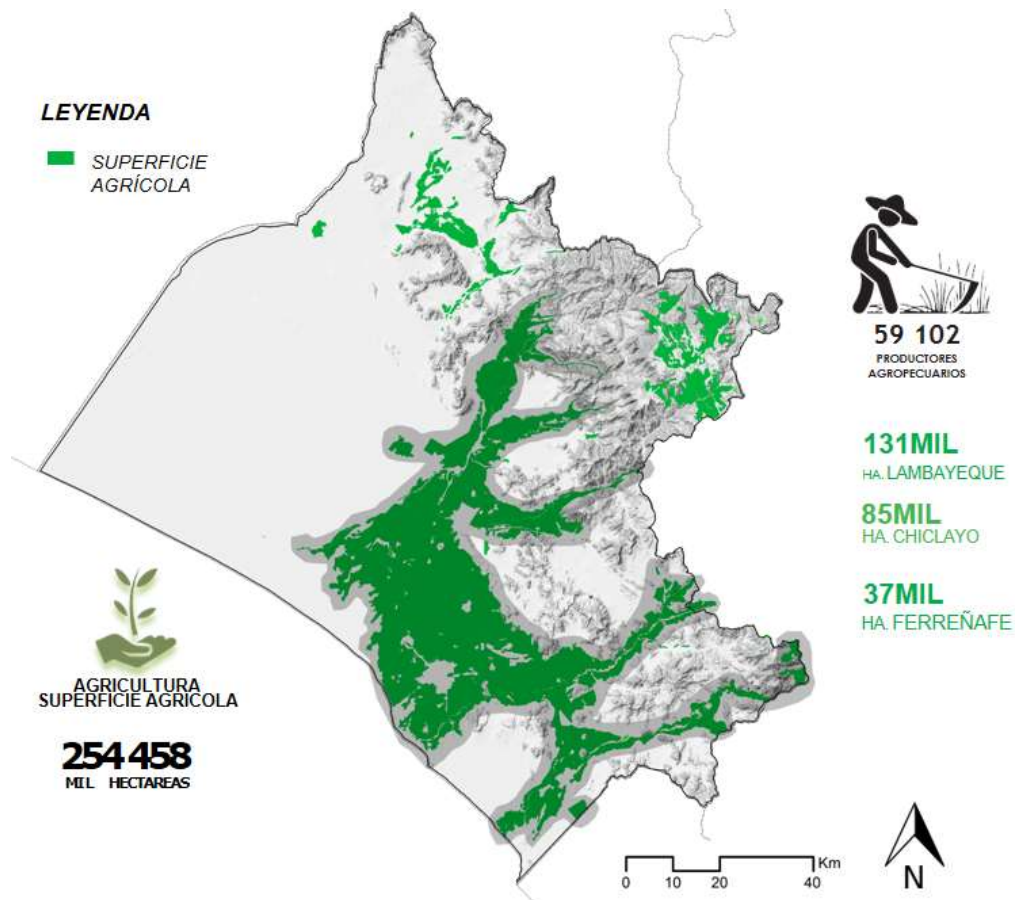 LEYENDA
SUPERFICIE
AGRÍCOLA
59 102
PRODUCTORES
AGROPECUARIOS
131MIL
HA. LAMBAYEQUE
85MIL
HA. CHICLAYO
37MIL
HA. FERREÑAFE
AGRICULTURA
SUPERFICIE AGRICOLA
254 458
MIL HECTAREAS
Km
0 10 20 40
N